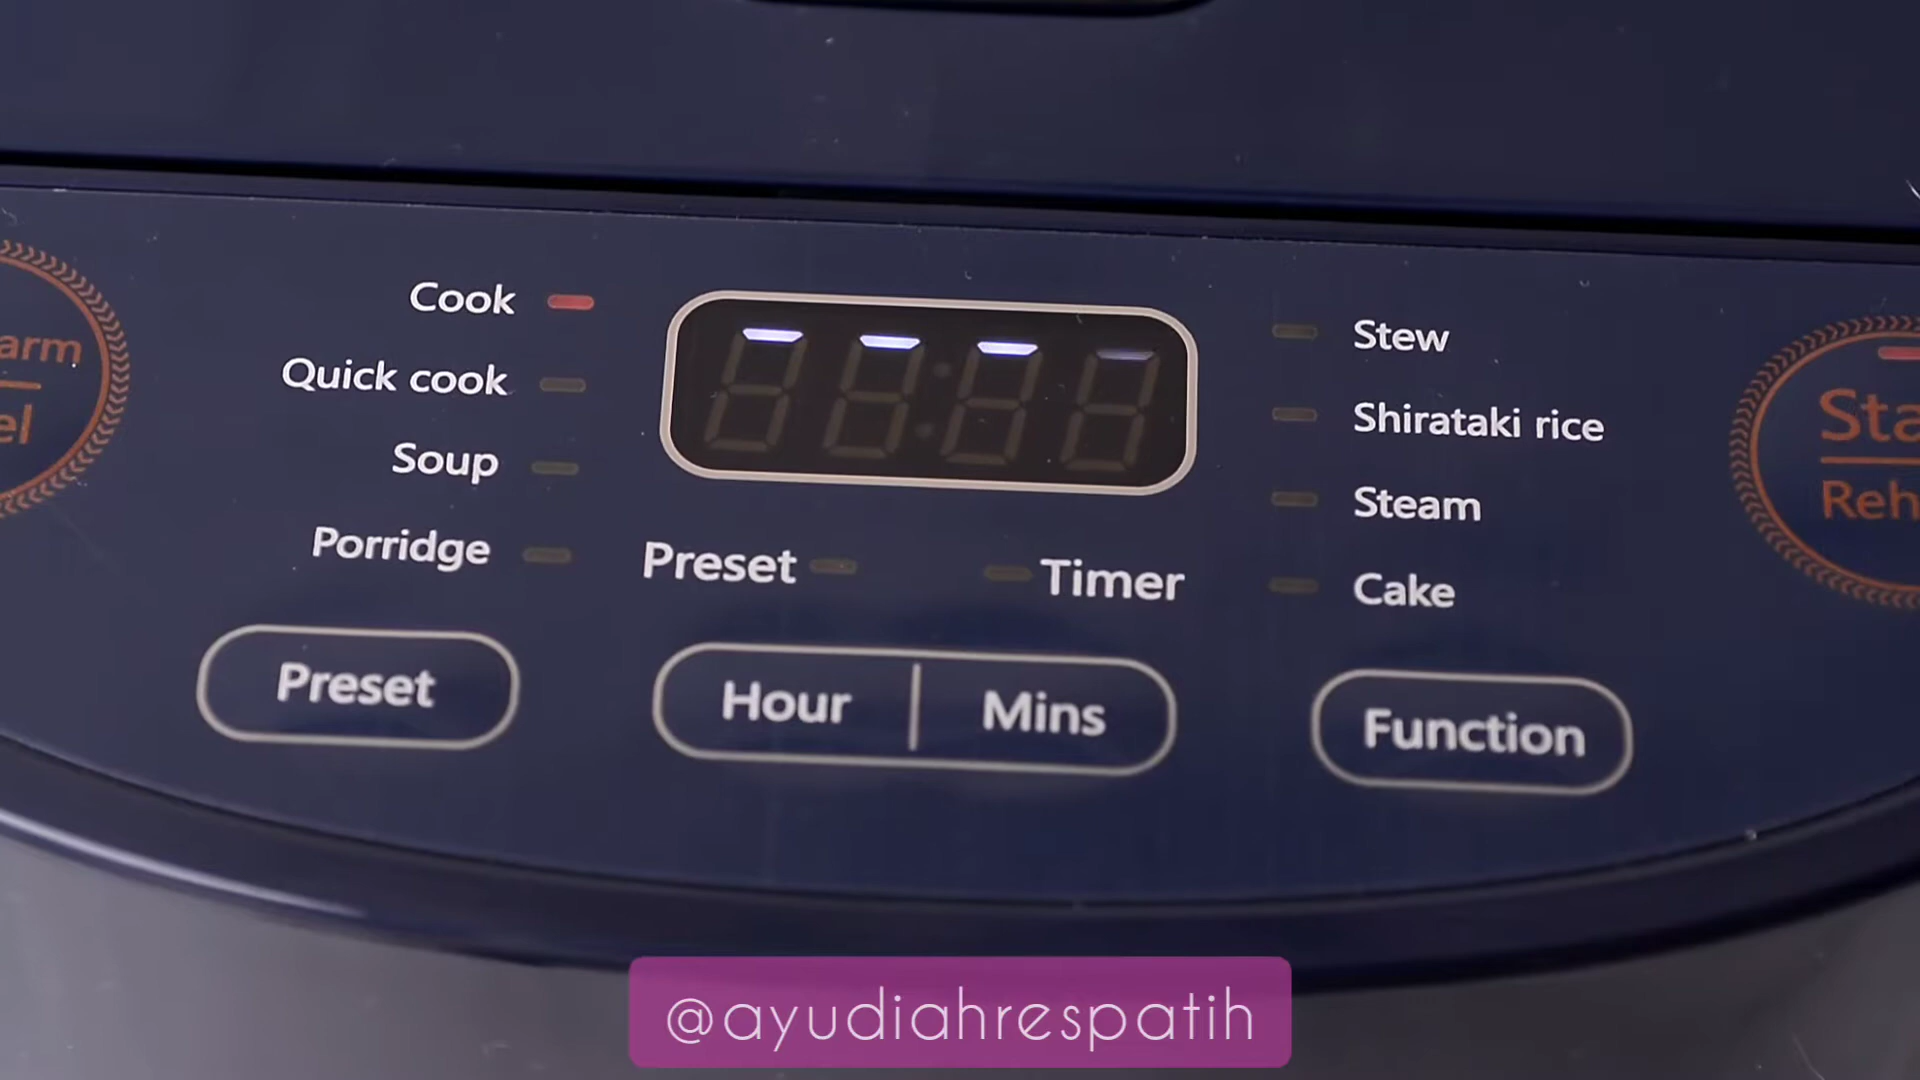 Cook
Quick cook
Soup
Porridge
Preset
Timer
Stew
Shirataki rice
Steam
Cake
Preset
Hour
Mins
Function
@ayudiahrespatih